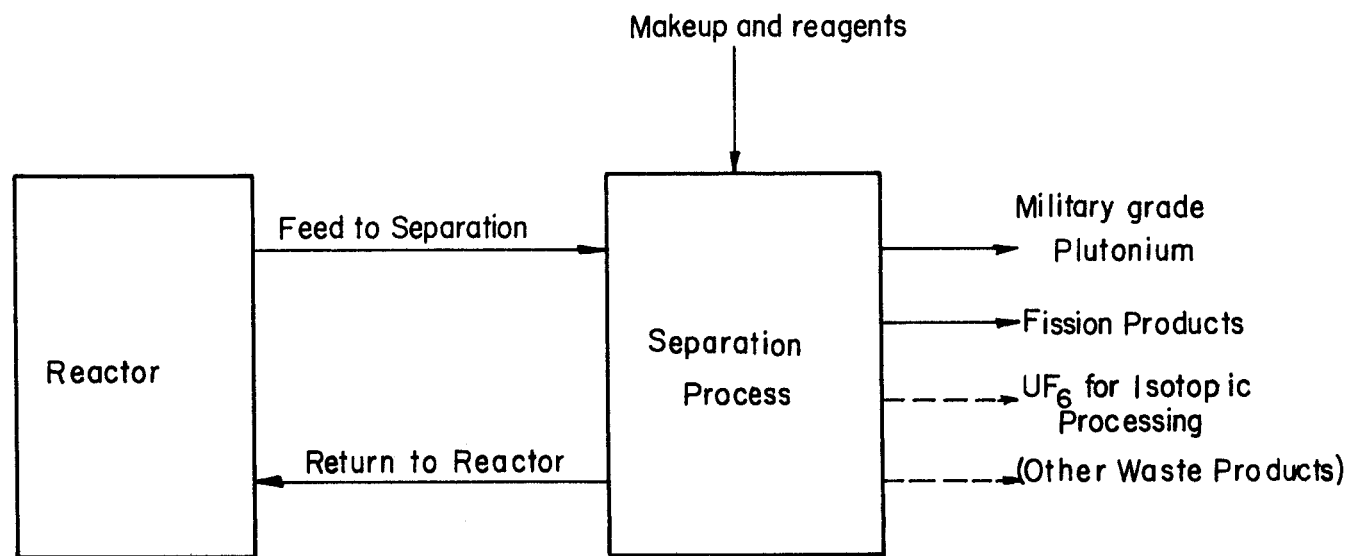 Makeup and reagents
Reactor
Feed to Separation
Return to Reactor
Separation
Process
Military grade
Plutonium
Fission Products
UF₆ for Isotopic
Processing
(Other Waste Products)